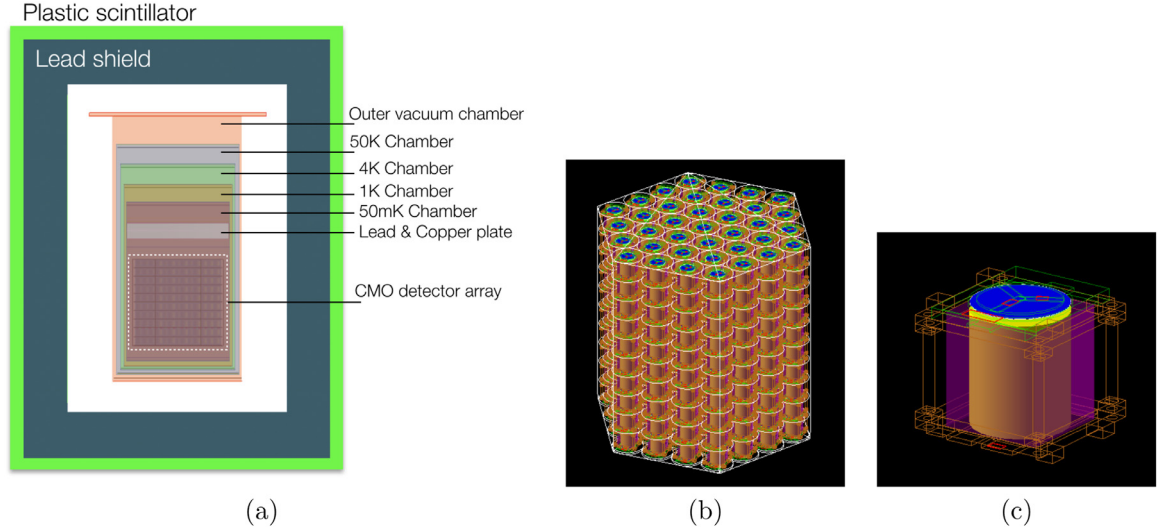 Plastic scintillator
Lead shield
Outer vacuum chamber
50K Chamber
4K Chamber
1K Chamber
50mK Chamber
Lead & Copper plate
CMO detector array
(a)
(b)
(c)